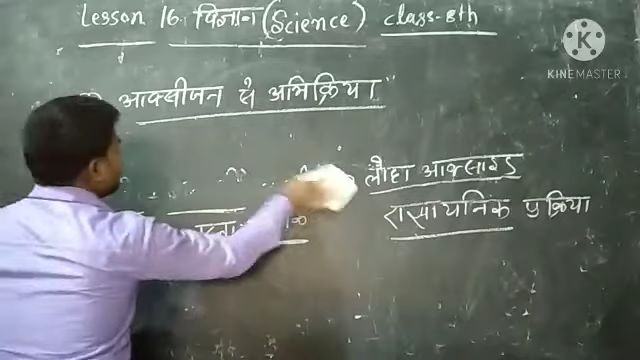 Lesson 16 विज्ञान (Science) class-8th
KINEMASTER
आक्सीजन से अभिक्रिया"
लौहा आक्साइड
रासायनिक प्रक्रिया